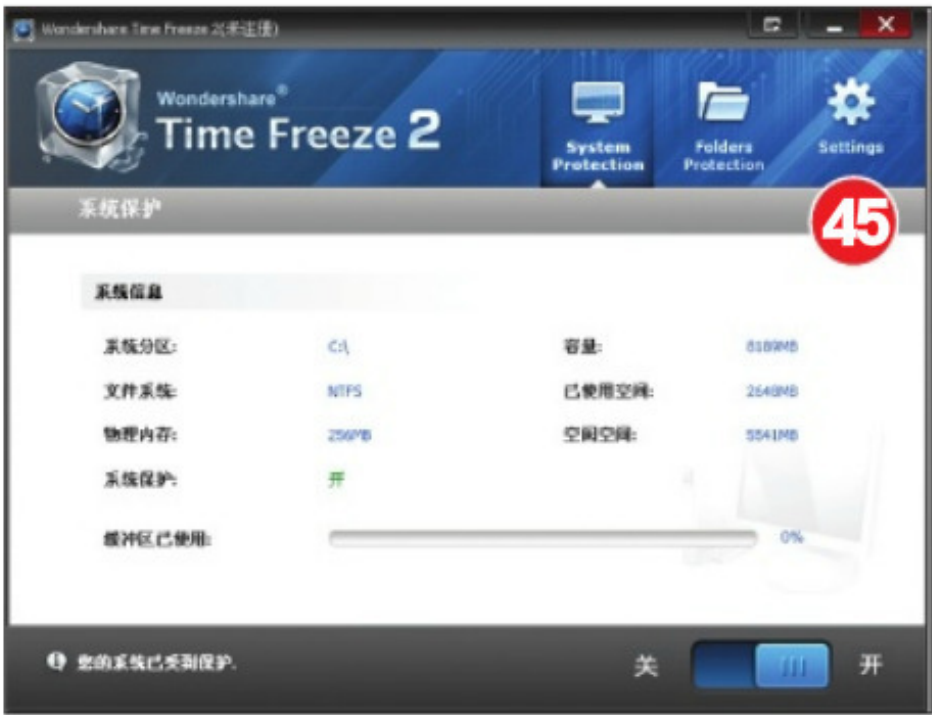 Wondershare Time Freeze 2(未连接)
Wondershare®
Time Freeze 2
System Protection
Folders Protection
Settings
系统保护
45
系统信息
系统分区: C:\ 容量: 8189MB
文件系统: NTFS 已使用空间: 2648MB
物理内存: 256MB 空闲空间: 5541MB
系统保护: 开
缓冲区已使用: 0%
您的系统已受到保护.
关 开